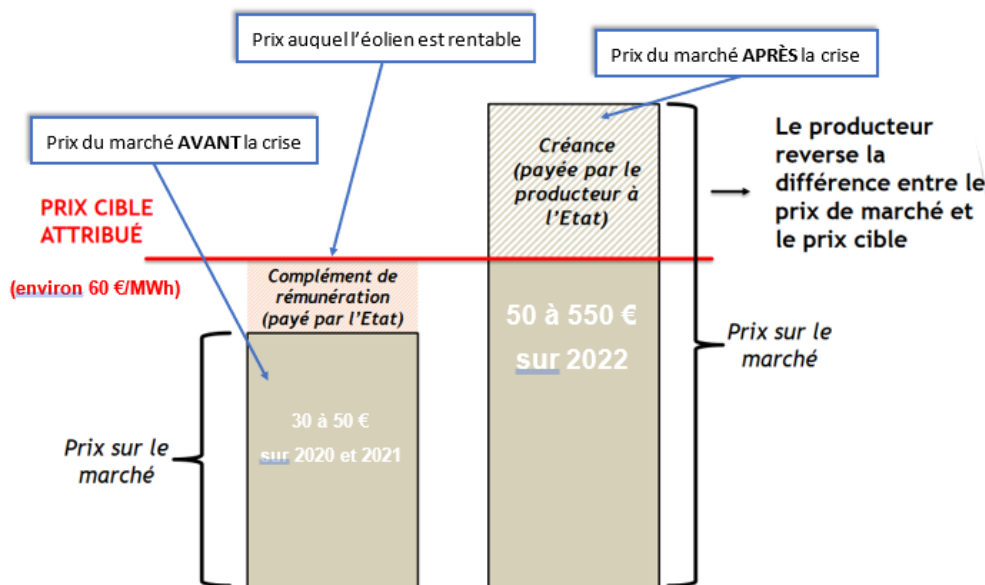 Prix auquel l'éolien est rentable
Prix du marché APRÈS la crise
Prix du marché AVANT la crise
PRIX CIBLE
ATTRIBUÉ
(environ 60 €/MWh)
Complément de
rémunération
(payé par l'Etat)
Créance
(payée par le
producteur à
l'Etat)
Le producteur
reverse la
différence entre le
prix de marché et
le prix cible
50 à 550 €
sur 2022
Prix sur le
marché
30 à 50 €
sur 2020 et 2021
Prix sur le
marché